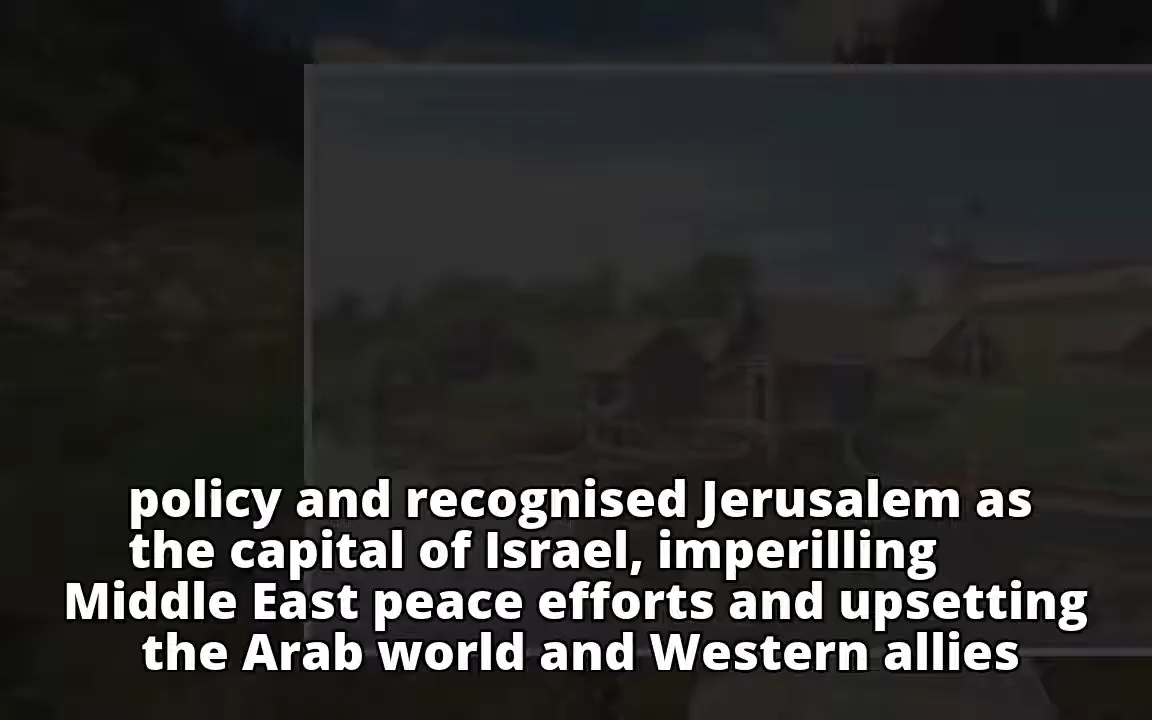 policy and recognised Jerusalem as
the capital of Israel, imperilling
Middle East peace efforts and upsetting
the Arab world and Western allies